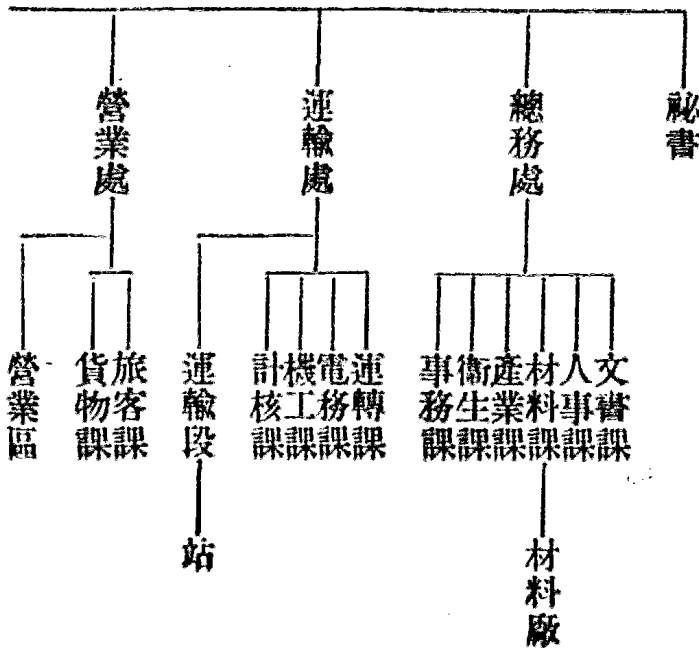 祕書
總務處
文書課
人事課
材料課
材料廠
產業課
衞生課
事務課
運輸處
運轉課
電務課
機工課
計核課
運輸段
站
營業處
旅客課
貨物課
營業區